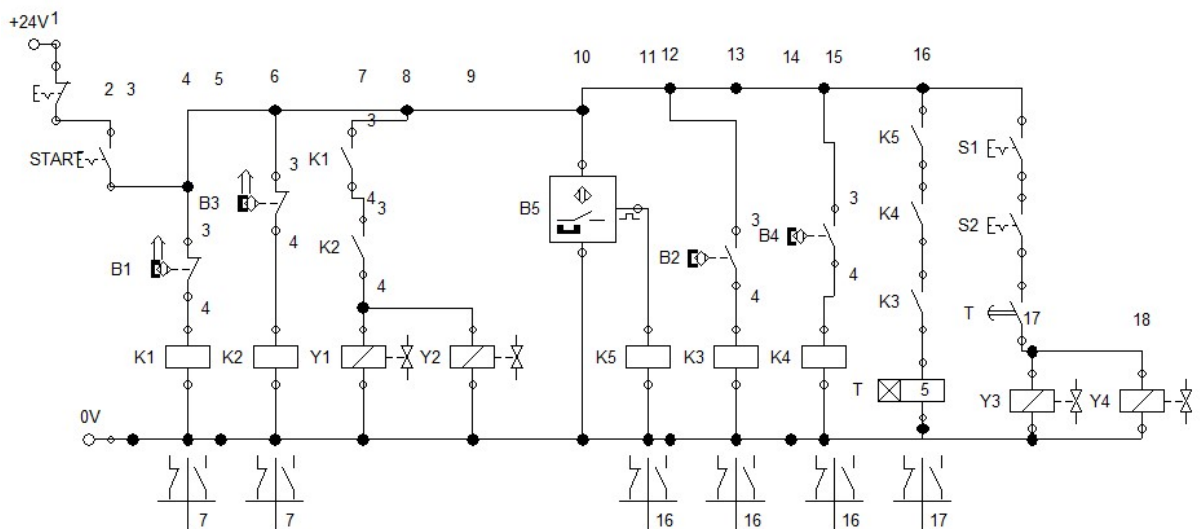 +24V 1
2 3 4 5 6 7 8 9 10 11 12 13 14 15 16
3
START
K1
3
K5
S1
B3
4
3
B5
3
K4
S2
3
4
K2
B2
B4
B1
4
4
4
4
K3
T
17
18
K1 K2 Y1 Y2 K5 K3 K4
T 5 Y3 Y4
0V
7 7 16 16 16 17